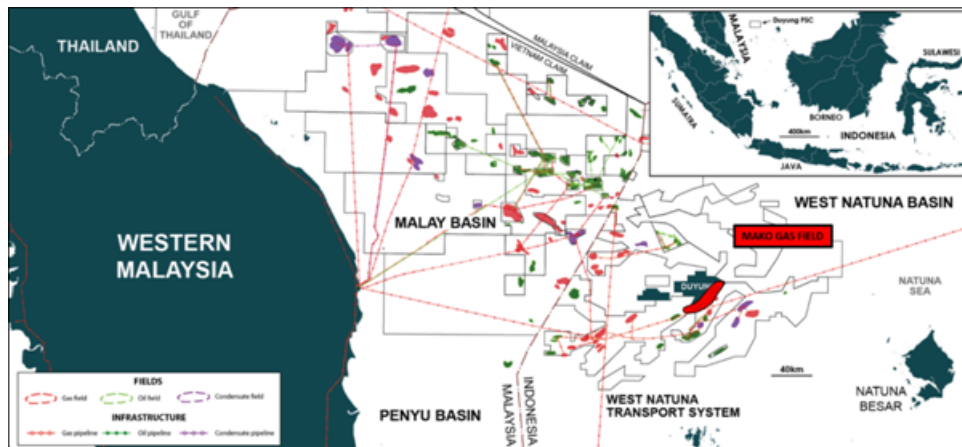 THAILAND
GULF
OF
THAILAND
MALAYSIA CLAIM
VIETNAM CLAIM
MALAYSIA
Duyung PSC
SULAWESI
SUMATRA
BORNEO
400km
INDONESIA
JAVA
MALAY BASIN
WEST NATUNA BASIN
WESTERN
MALAYSIA
MAKO GAS FIELD
DUYUNG
NATUNA
SEA
40km
FIELDS
Gas field
Oil field
Condensate field
INFRASTRUCTURE
Gas pipeline
Oil pipeline
Condensate pipeline
PENYU BASIN
MALAYSIA
INDONESIA
WEST NATUNA
TRANSPORT SYSTEM
NATUNA
BESAR